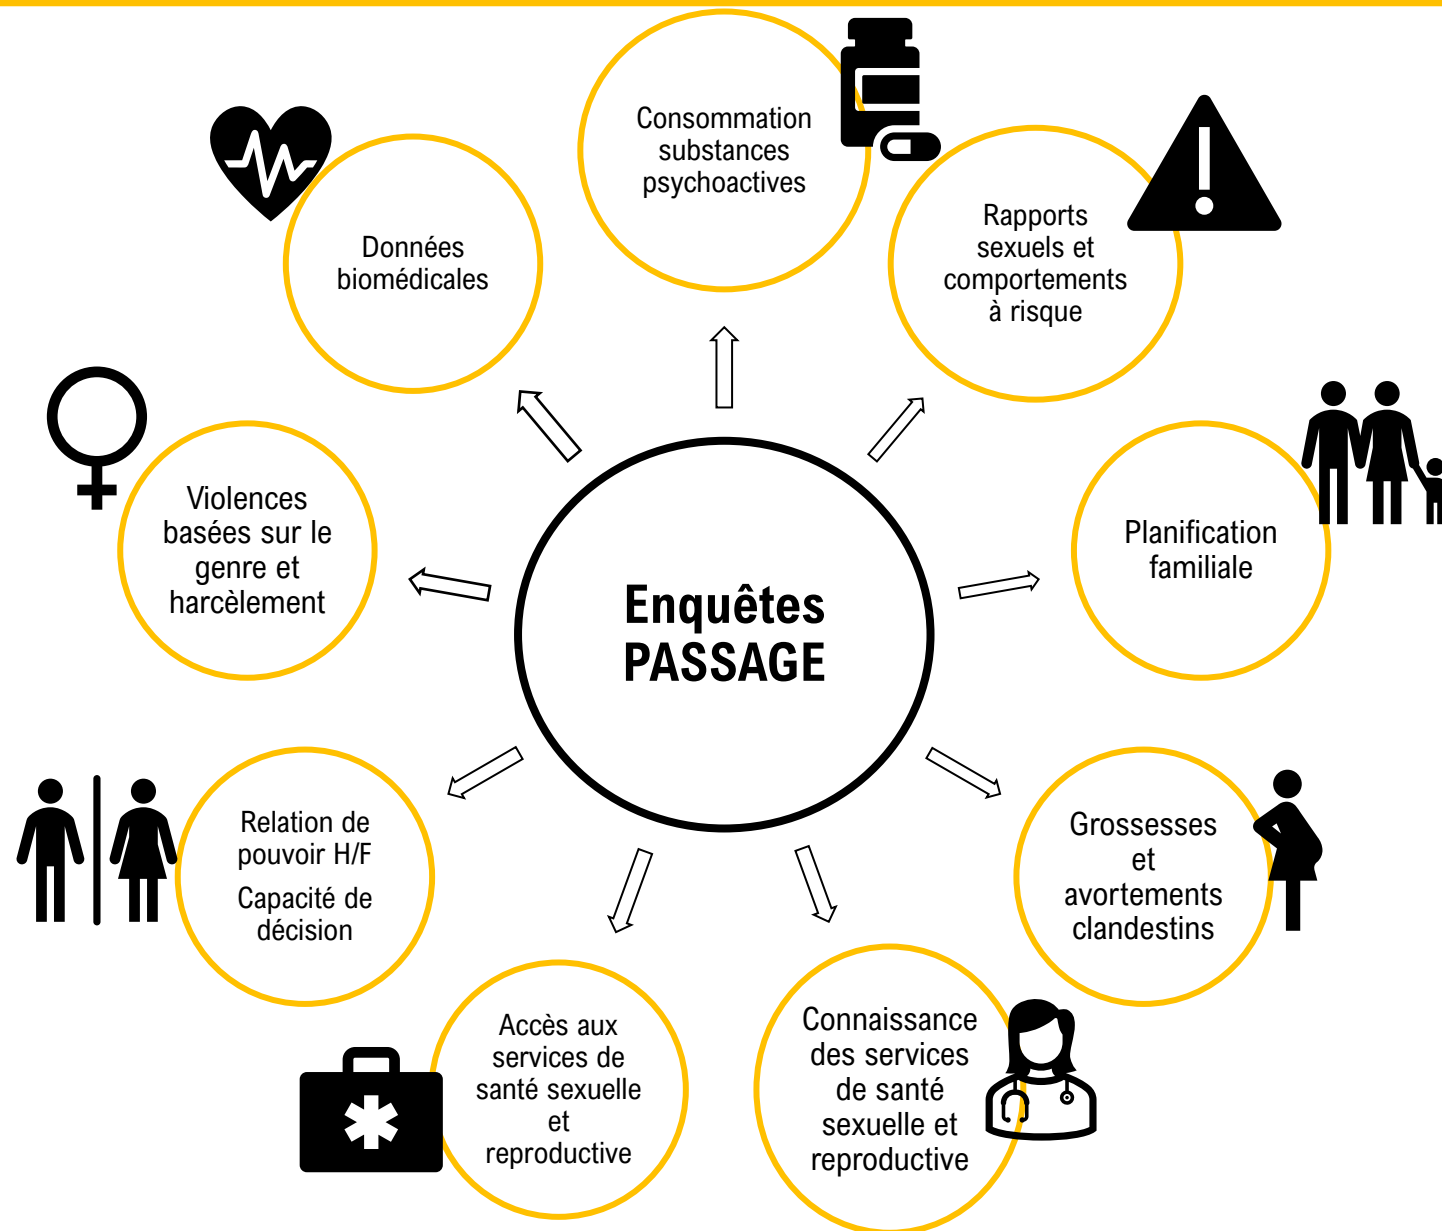 Consommation
substances
psychoactives
Rapports
sexuels et
comportements
à risque
Données
biomédicales
Violences
basées sur le
genre et
harcèlement
Planification
familiale
Enquêtes
PASSAGE
Relation de
pouvoir H/F
Capacité de
décision
Grossesses
et
avortements
clandestins
Accès aux
services de
santé sexuelle
et
reproductive
Connaissance
des services
de santé
sexuelle et
reproductive